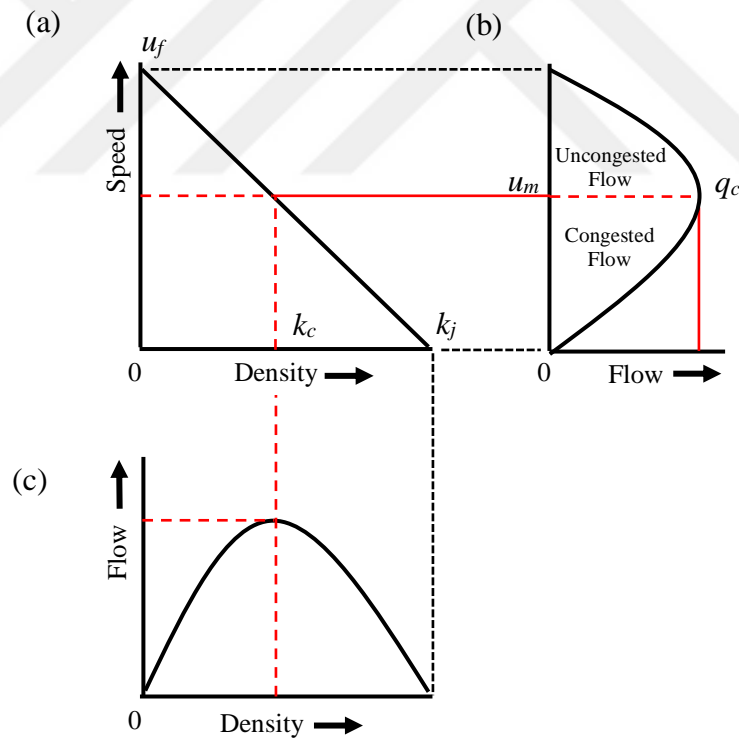 (a)
u_f
Speed
u_m
k_c
k_j
0
Density
(b)
Uncongested
Flow
q_c
Congested
Flow
0
Flow
(c)
Flow
0
Density